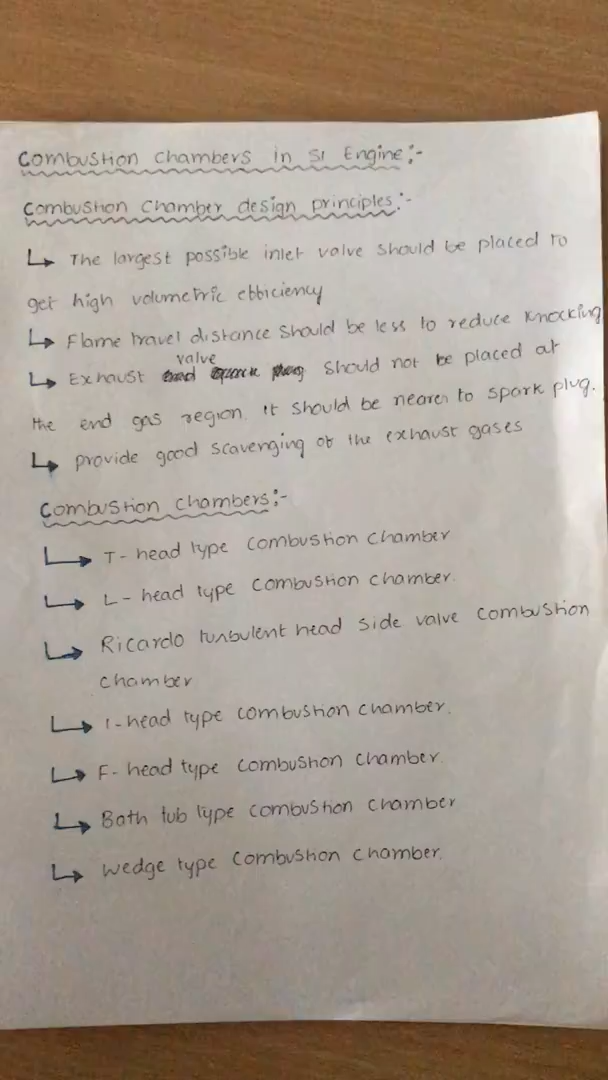 Combustion Chambers in SI Engine:-
Combustion Chamber design principles:-
↳ The largest possible inlet valve should be placed to
get high volumetric efficiency
↳ Flame travel distance should be less to reduce knocking
↳ Exhaust valve should not be placed at
the end gas region. It should be nearer to spark plug.
↳ provide good scavenging of the exhaust gases
Combustion chambers:-
↳ T-head type combustion chamber
↳ L-head type combustion chamber.
↳ Ricardo turbulent head side valve combustion
chamber
↳ I-head type combustion chamber.
↳ F-head type combustion chamber.
↳ Bath tub type combustion chamber
↳ Wedge type combustion chamber.